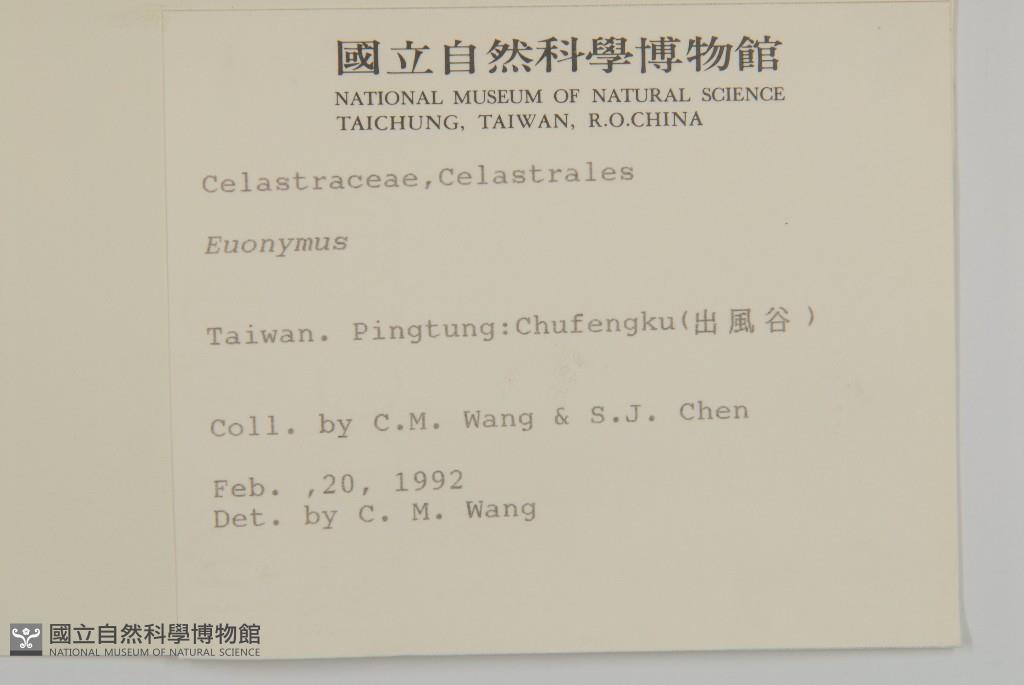 國立自然科學博物館
NATIONAL MUSEUM OF NATURAL SCIENCE
TAICHUNG, TAIWAN, R.O.CHINA
Celastraceae,Celastrales
Euonymus
Taiwan. Pingtung:Chufengku(出風谷)
Coll. by C.M. Wang & S.J. Chen
Feb. ,20, 1992
Det. by C. M. Wang
國立自然科學博物館
NATIONAL MUSEUM OF NATURAL SCIENCE